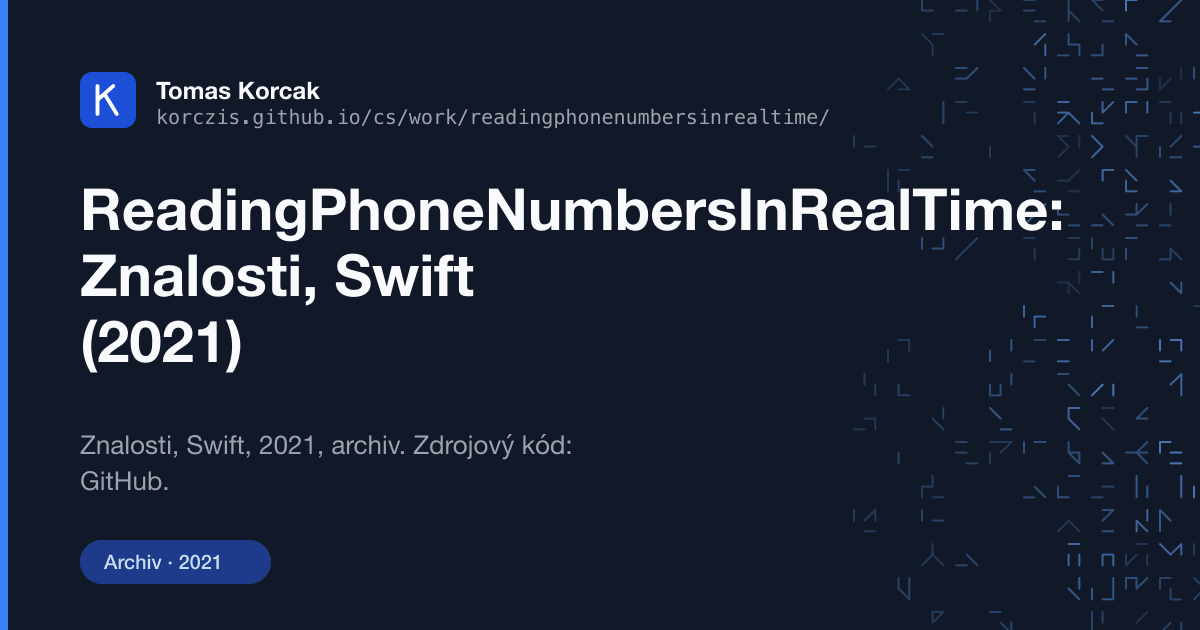 K
Tomas Korcak
korczis.github.io/cs/work/readingphonenumbersinrealtime/
ReadingPhoneNumbersInRealTime:
Znalosti, Swift
(2021)
Znalosti, Swift, 2021, archiv. Zdrojový kód:
GitHub.
Archiv · 2021